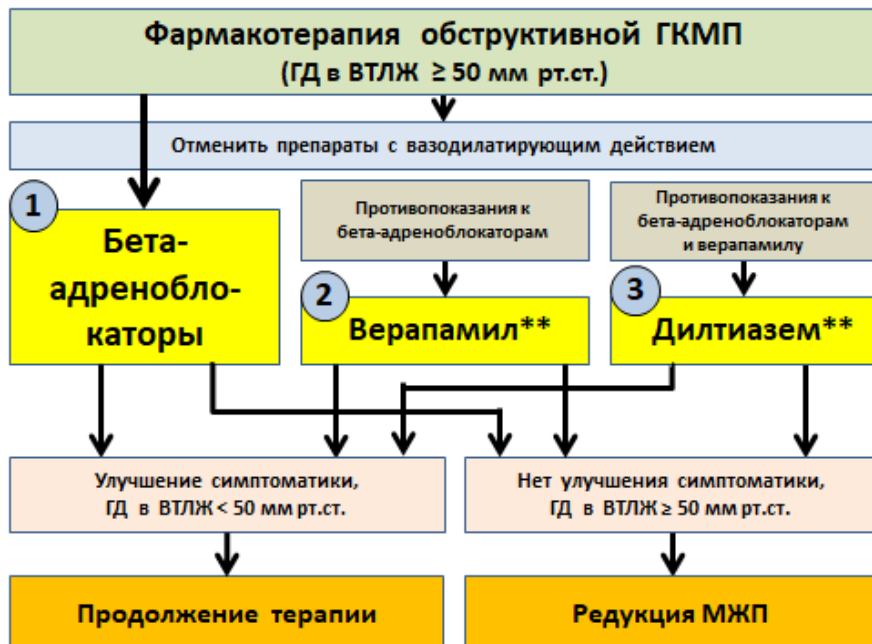 Фармакотерапия обструктивной ГКМП
(ГД в ВТЛЖ ≥ 50 мм рт.ст.)
Отменить препараты с вазодилатирующим действием
1
Бета-
адренобло-
каторы
Противопоказания к
бета-адреноблокаторам
2
Верапамил**
Противопоказания к
бета-адреноблокаторам
и верапамилу
3
Дилтиазем**
Улучшение симптоматики,
ГД в ВТЛЖ < 50 мм рт.ст.
Нет улучшения симптоматики,
ГД в ВТЛЖ ≥ 50 мм рт.ст.
Продолжение терапии
Редукция МЖП